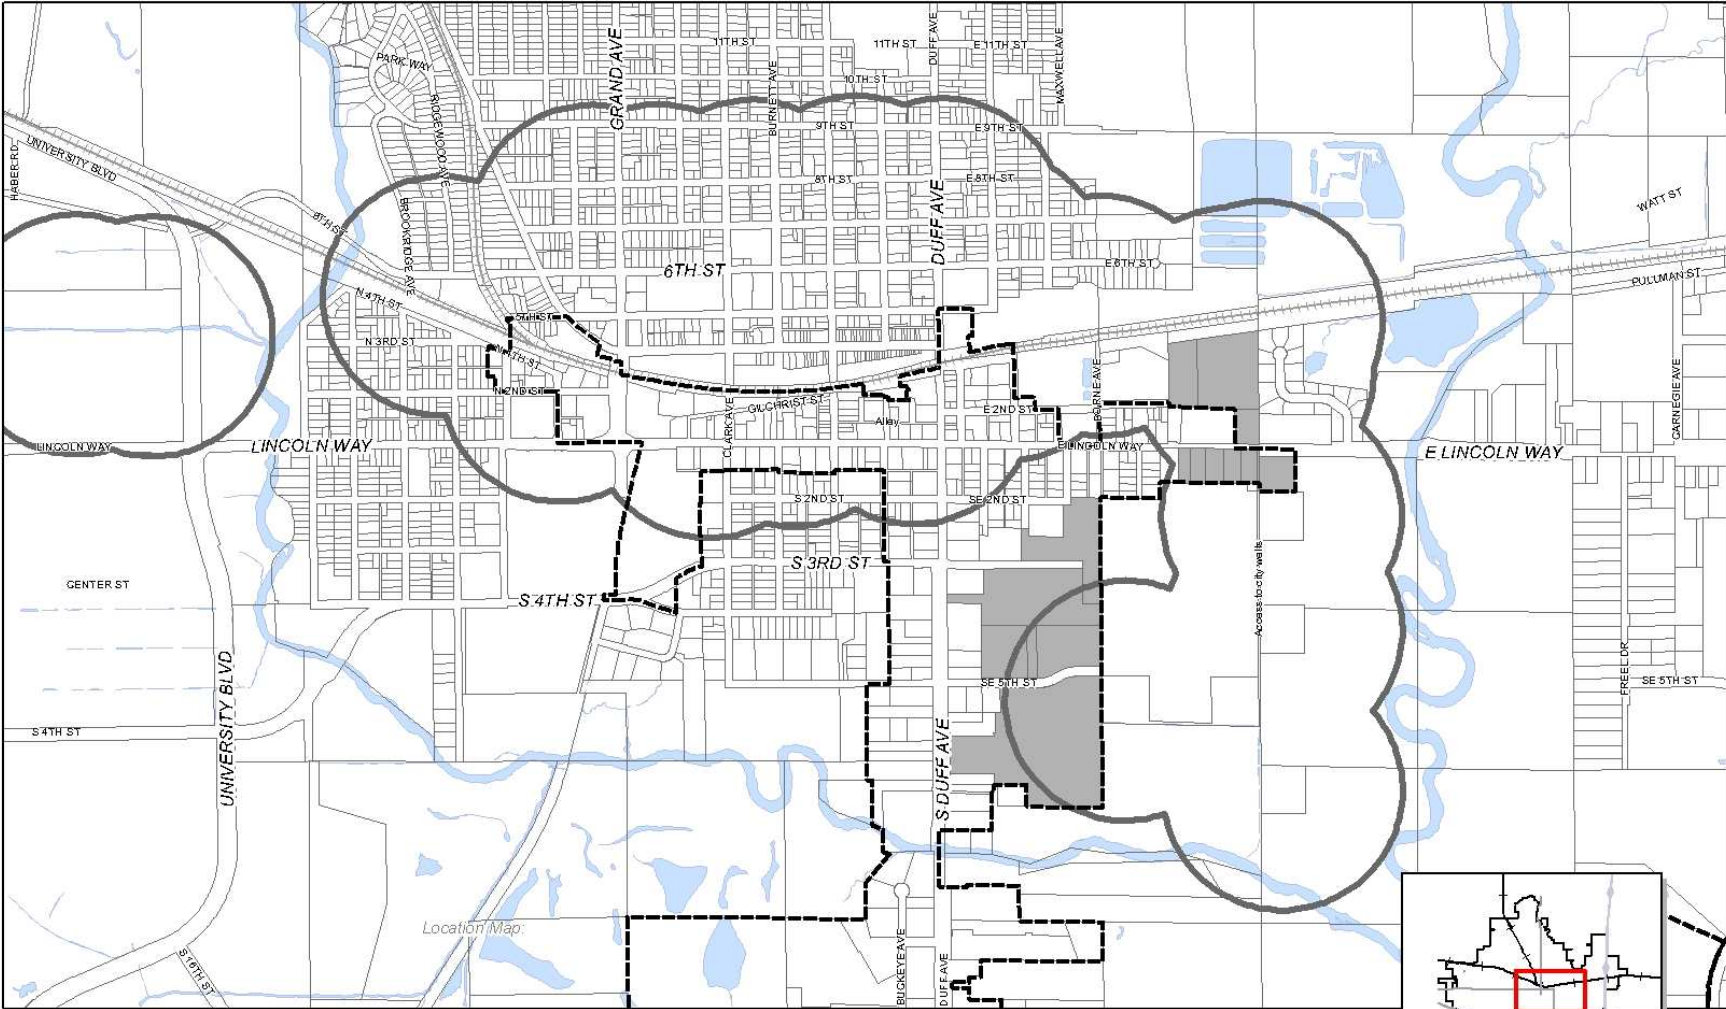 11TH ST
11TH ST
E 11TH ST
DUFF AVE
MAXWELL AVE
GRAND AVE
BURNETT AVE
PARK WAY
10TH ST
RIDGEWOOD AVE
9TH ST
E 9TH ST
HABER RD
UNIVERSITY BLVD
8TH ST
E 8TH ST
DUFF AVE
WATT ST
BROOKRIDGE AVE
8TH ST
6TH ST
E 6TH ST
PULLMAN ST
N 4TH ST
5TH ST
N 3RD ST
N 4TH ST
N 2ND ST
GILCHRIST ST
CLARK AVE
Alley
E 2ND ST
CARNEGIE AVE
LINCOLN WAY
LINCOLN WAY
E LINCOLN WAY
E LINCOLN WAY
S 2ND ST
SE 2ND ST
S 3RD ST
CENTER ST
S 4TH ST
Access to city wells
UNIVERSITY BLVD
SE 5TH ST
FREEL DR
SE 5TH ST
S 4TH ST
S DUFF AVE
Location Map:
S 16TH ST
BUCKEYE AVE
DUFF AVE